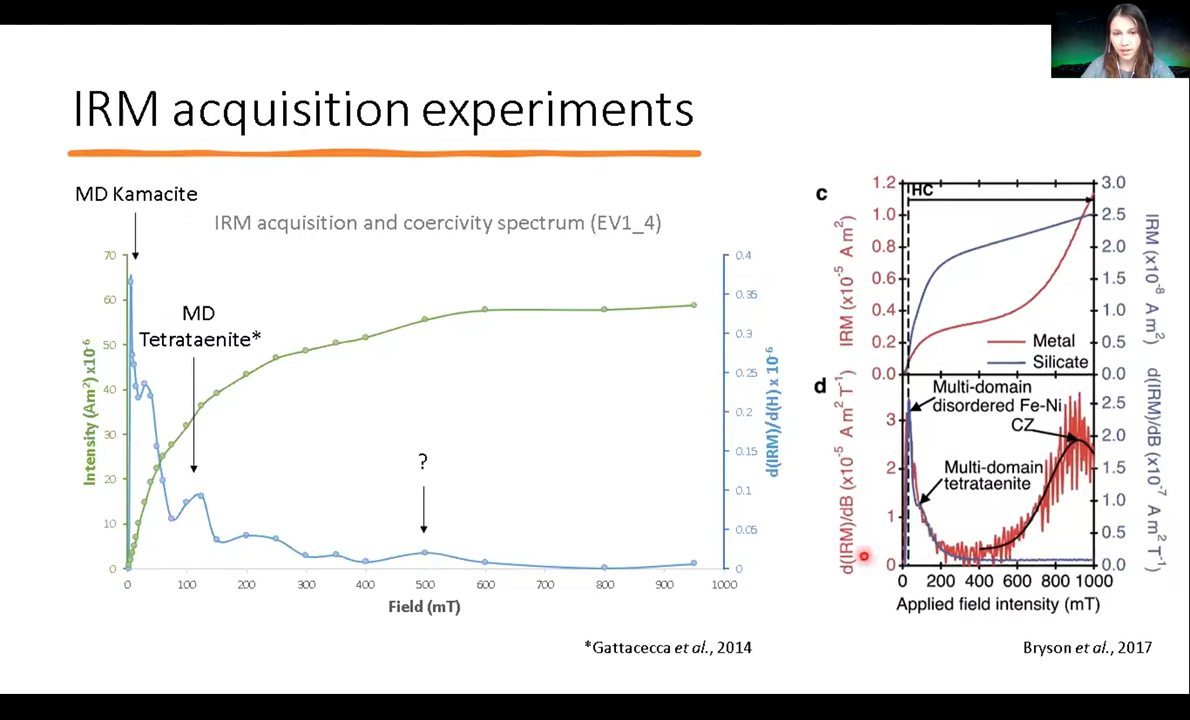 IRM acquisition experiments
MD Kamacite
IRM acquisition and coercivity spectrum (EV1_4)
MD
Tetrataenite*
?
Intensity (Am²) x10⁻⁶
70
60
50
40
30
20
10
0
0
100
200
300
400
500
600
700
800
900
1000
Field (mT)
0.4
0.35
0.3
0.25
0.2
0.15
0.1
0.05
0
d(IRM)/d(H) x 10⁻⁶
*Gattacecca et al., 2014
c
HC
IRM (x10⁻⁵ A m²)
1.2
1.0
0.8
0.6
0.4
0.2
0.0
3.0
2.5
2.0
1.5
1.0
0.5
0.0
IRM (x10⁻⁸ A m²)
Metal
Silicate
d
Multi-domain
disordered Fe-Ni
CZ
Multi-domain
tetrataenite
d(IRM)/dB (x10⁻⁵ A m² T⁻¹)
3
2
1
0
2.5
2.0
1.5
1.0
0.5
0.0
d(IRM)/dB (x10⁻⁷ A m² T⁻¹)
0
200
400
600
800
1000
Applied field intensity (mT)
Bryson et al., 2017